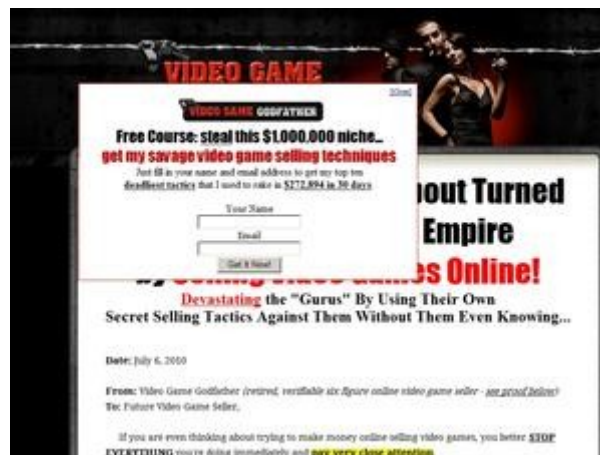 VIDEO GAME
[Close]
VIDEO GAME GODFATHER
Free Course: steal this $1,000,000 niche...
get my savage video game selling techniques
Just fill in your name and email address to get my top ten
deadliest tactics that I used to rake in $272,894 in 30 days
Your Name
Email
Get It Now!
out Turned
Empire
by Selling Video Games Online!
Devastating the "Gurus" By Using Their Own
Secret Selling Tactics Against Them Without Them Even Knowing...
Date: July 6, 2010
From: Video Game Godfather (retired, verifiable six figure online video game seller - see proof below)
To: Future Video Game Seller,
If you are even thinking about trying to make money online selling video games, you better STOP
EVERYTHING you're doing immediately and pay very close attention.